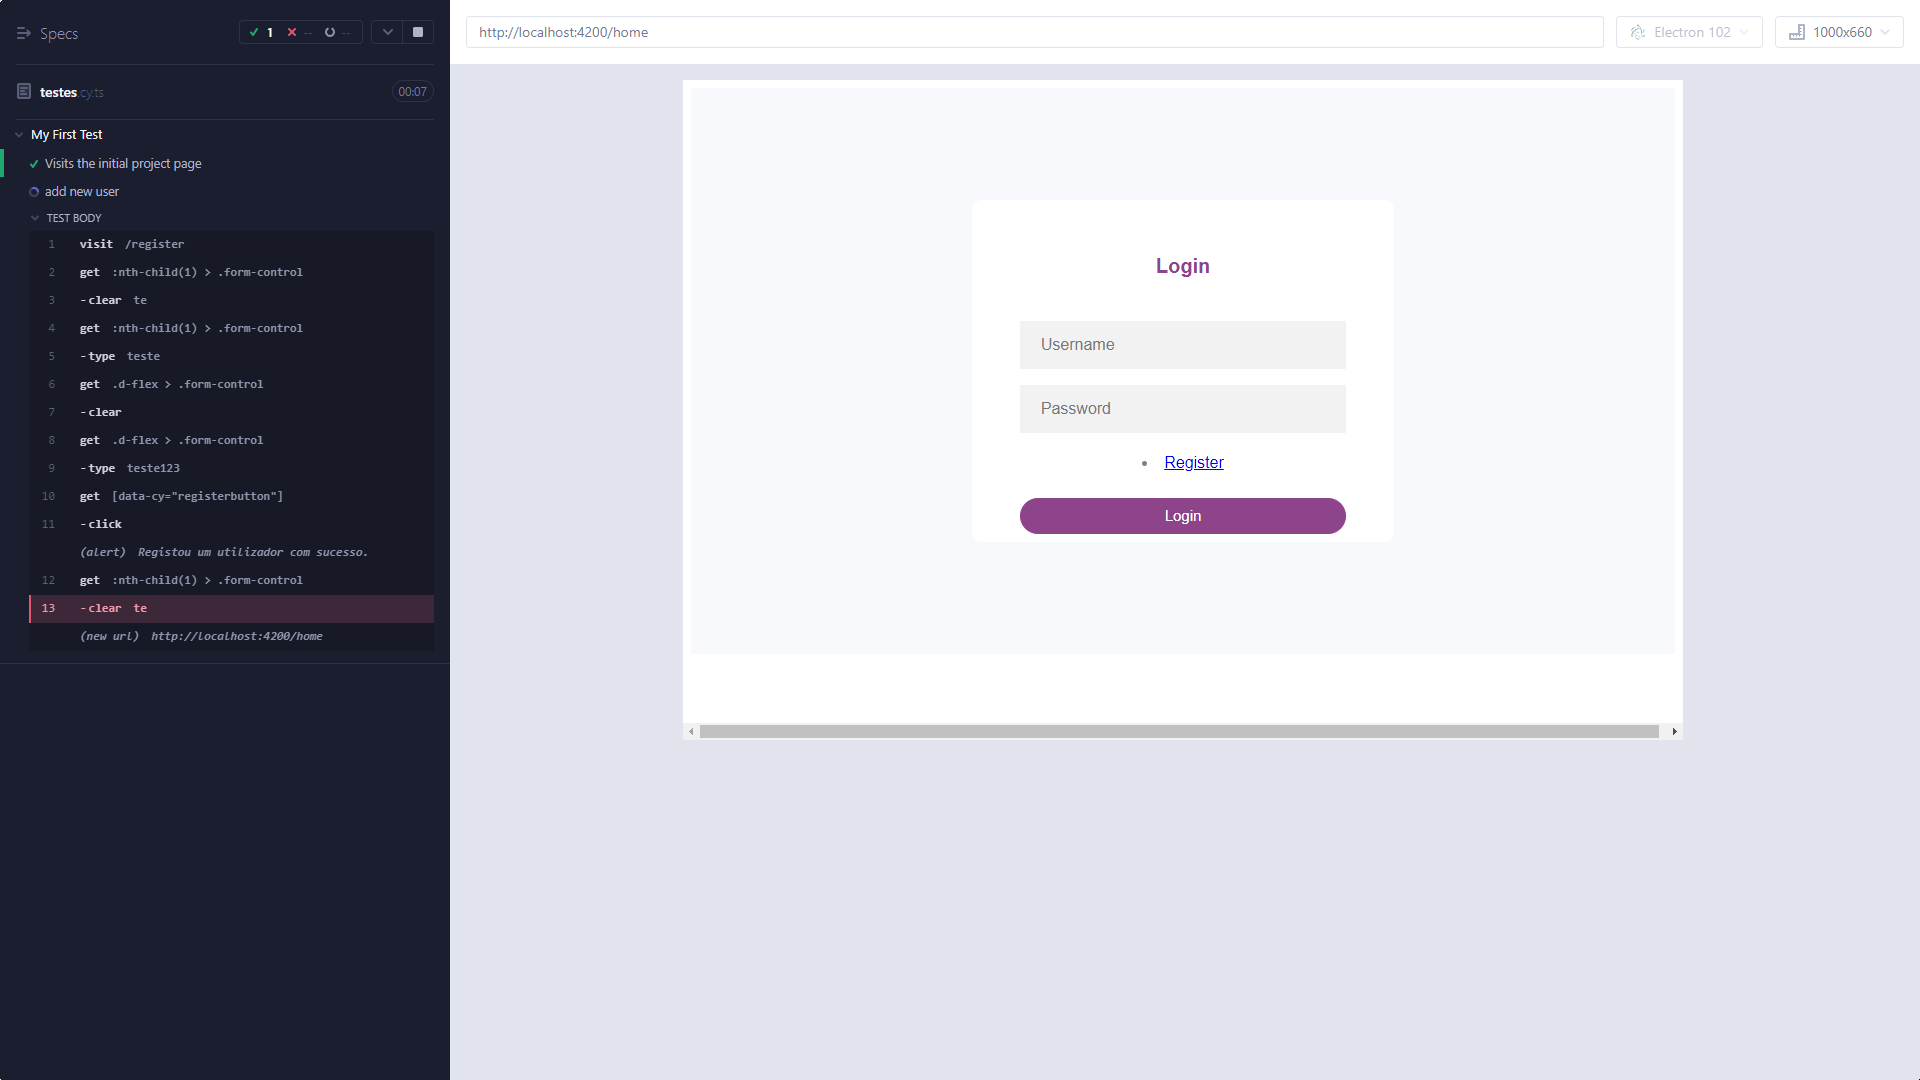 Specs
1
--
--
testes.cy.ts
00:07
My First Test
Visits the initial project page
add new user
TEST BODY
1 visit /register
2 get :nth-child(1) > .form-control
3 -clear te
4 get :nth-child(1) > .form-control
5 -type teste
6 get .d-flex > .form-control
7 -clear
8 get .d-flex > .form-control
9 -type teste123
10 get [data-cy="registerbutton"]
11 -click
(alert) Registou um utilizador com sucesso.
12 get :nth-child(1) > .form-control
13 -clear te
(new url) http://localhost:4200/home
http://localhost:4200/home
Electron 102
1000x660
Login
Username
Password
• Register
Login